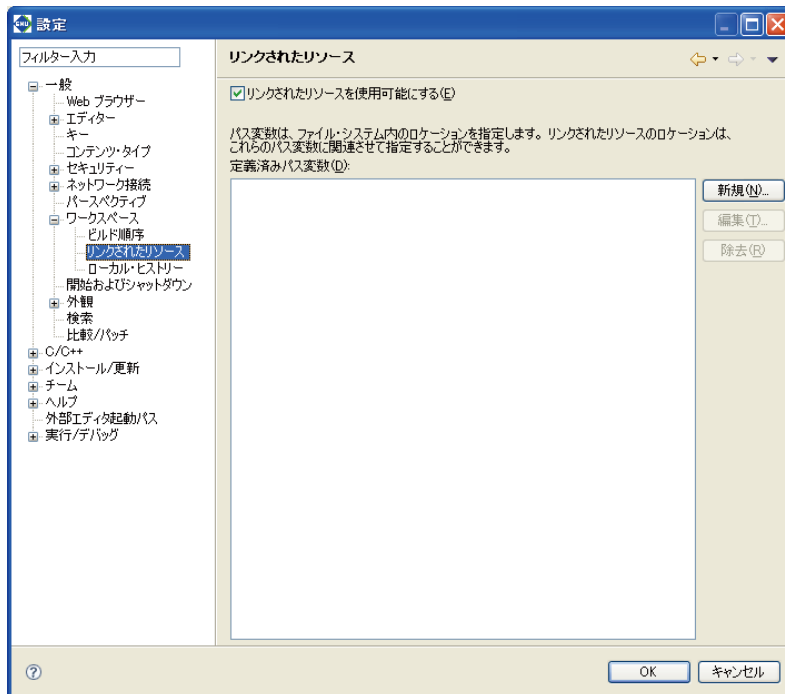 GNU 設定
フィルター入力
一般
Web ブラウザー
エディター
キー
コンテンツ・タイプ
セキュリティー
ネットワーク接続
パースペクティブ
ワークスペース
ビルド順序
リンクされたリソース
ローカル・ヒストリー
開始およびシャットダウン
外観
検索
比較/パッチ
C/C++
インストール/更新
チーム
ヘルプ
外部エディタ起動パス
実行/デバッグ
リンクされたリソース
リンクされたリソースを使用可能にする(E)
パス変数は、ファイル・システム内のロケーションを指定します。リンクされたリソースのロケーションは、
これらのパス変数に関連させて指定することができます。
定義済みパス変数(D):
新規(N)...
編集(T)...
除去(R)
?
OK
キャンセル